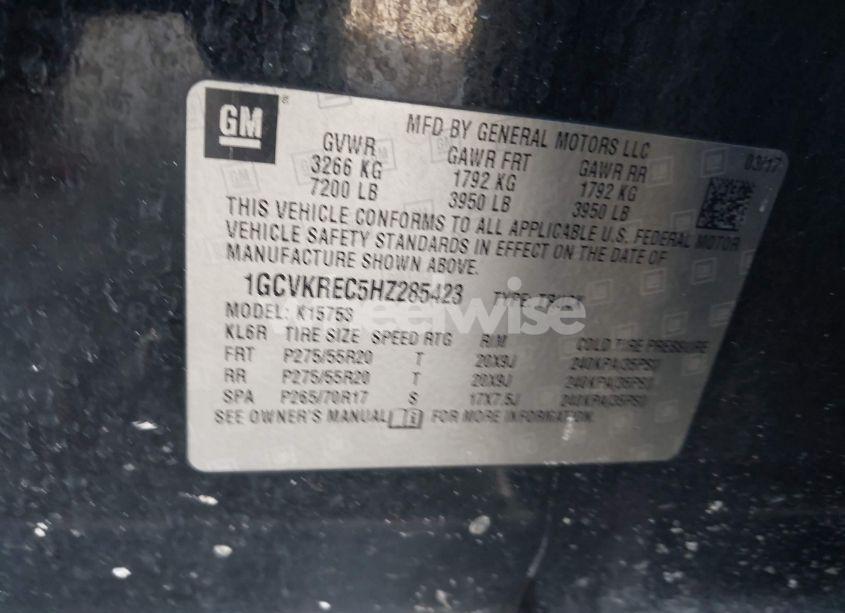 GM
MFD BY GENERAL MOTORS LLC
03/17
GVWR GAWR FRT GAWR RR
3266 KG 1792 KG 1792 KG
7200 LB 3950 LB 3950 LB
THIS VEHICLE CONFORMS TO ALL APPLICABLE U.S. FEDERAL MOTOR
VEHICLE SAFETY STANDARDS IN EFFECT ON THE DATE OF
MANUFACTURE SHOWN ABOVE.
1GCVKREC5HZ285423 TYPE: TRUCK
MODEL: K15753
KL6R TIRE SIZE SPEED RTG RIM COLD TIRE PRESSURE
FRT P275/55R20 T 20X9J 240KPA(35PSI)
RR P275/55R20 T 20X9J 240KPA(35PSI)
SPA P265/70R17 S 17X7.5J 240KPA(35PSI)
SEE OWNER'S MANUAL FOR MORE INFORMATION.